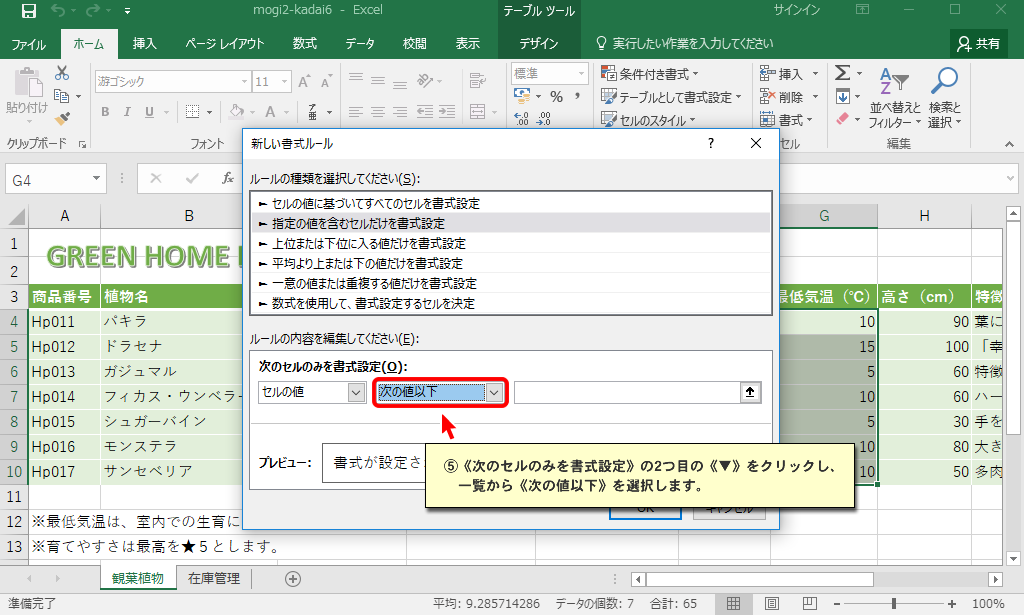 mogi2-kadai6 - Excel
テーブル ツール
サインイン
ファイル ホーム 挿入 ページ レイアウト 数式 データ 校閲 表示 デザイン 実行したい作業を入力してください 共有
貼り付け
クリップボード
游ゴシック 11
B I U
フォント
標準
% ,
条件付き書式
テーブルとして書式設定
セルのスタイル
挿入
削除
書式
セル
並べ替えと
フィルター
検索と
選択
編集
G4
fx
新しい書式ルール
? ×
ルールの種類を選択してください(S):
► セルの値に基づいてすべてのセルを書式設定
► 指定の値を含むセルだけを書式設定
► 上位または下位に入る値だけを書式設定
► 平均より上または下の値だけを書式設定
► 一意の値または重複する値だけを書式設定
► 数式を使用して、書式設定するセルを決定
ルールの内容を編集してください(E):
次のセルのみを書式設定(O):
セルの値 次の値以下
プレビュー: 書式が設定さ
⑤《次のセルのみを書式設定》の2つ目の《▼》をクリックし、
一覧から《次の値以下》を選択します。
OK キャンセル
A B G H
1 GREEN HOME
2
3 商品番号 植物名 最低気温（℃） 高さ（cm） 特徴
4 Hp011 パキラ 10 90 葉に
5 Hp012 ドラセナ 15 100 「幸
6 Hp013 ガジュマル 5 60 特徴
7 Hp014 フィカス・ウンベラー 10 60 ハー
8 Hp015 シュガーバイン 5 30 手を
9 Hp016 モンステラ 10 80 大き
10 Hp017 サンセベリア 10 50 多肉
11
12 ※最低気温は、室内での生育に
13 ※育てやすさは最高を★５とします。
観葉植物 在庫管理
準備完了 平均: 9.285714286 データの個数: 7 合計: 65 100%